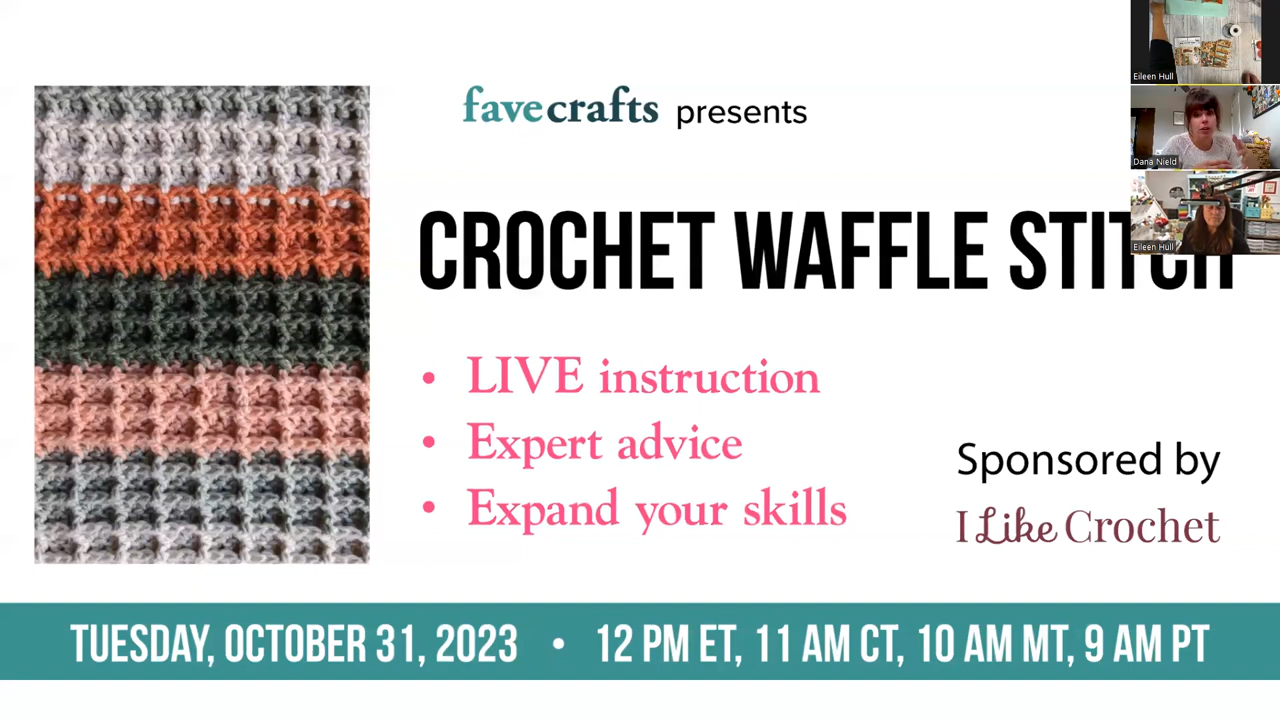 favecrafts presents
CROCHET WAFFLE STITCH
• LIVE instruction
• Expert advice
• Expand your skills
Sponsored by
I Like Crochet
TUESDAY, OCTOBER 31, 2023 • 12 PM ET, 11 AM CT, 10 AM MT, 9 AM PT
Eileen Hull
Dana Nield
Eileen Hull